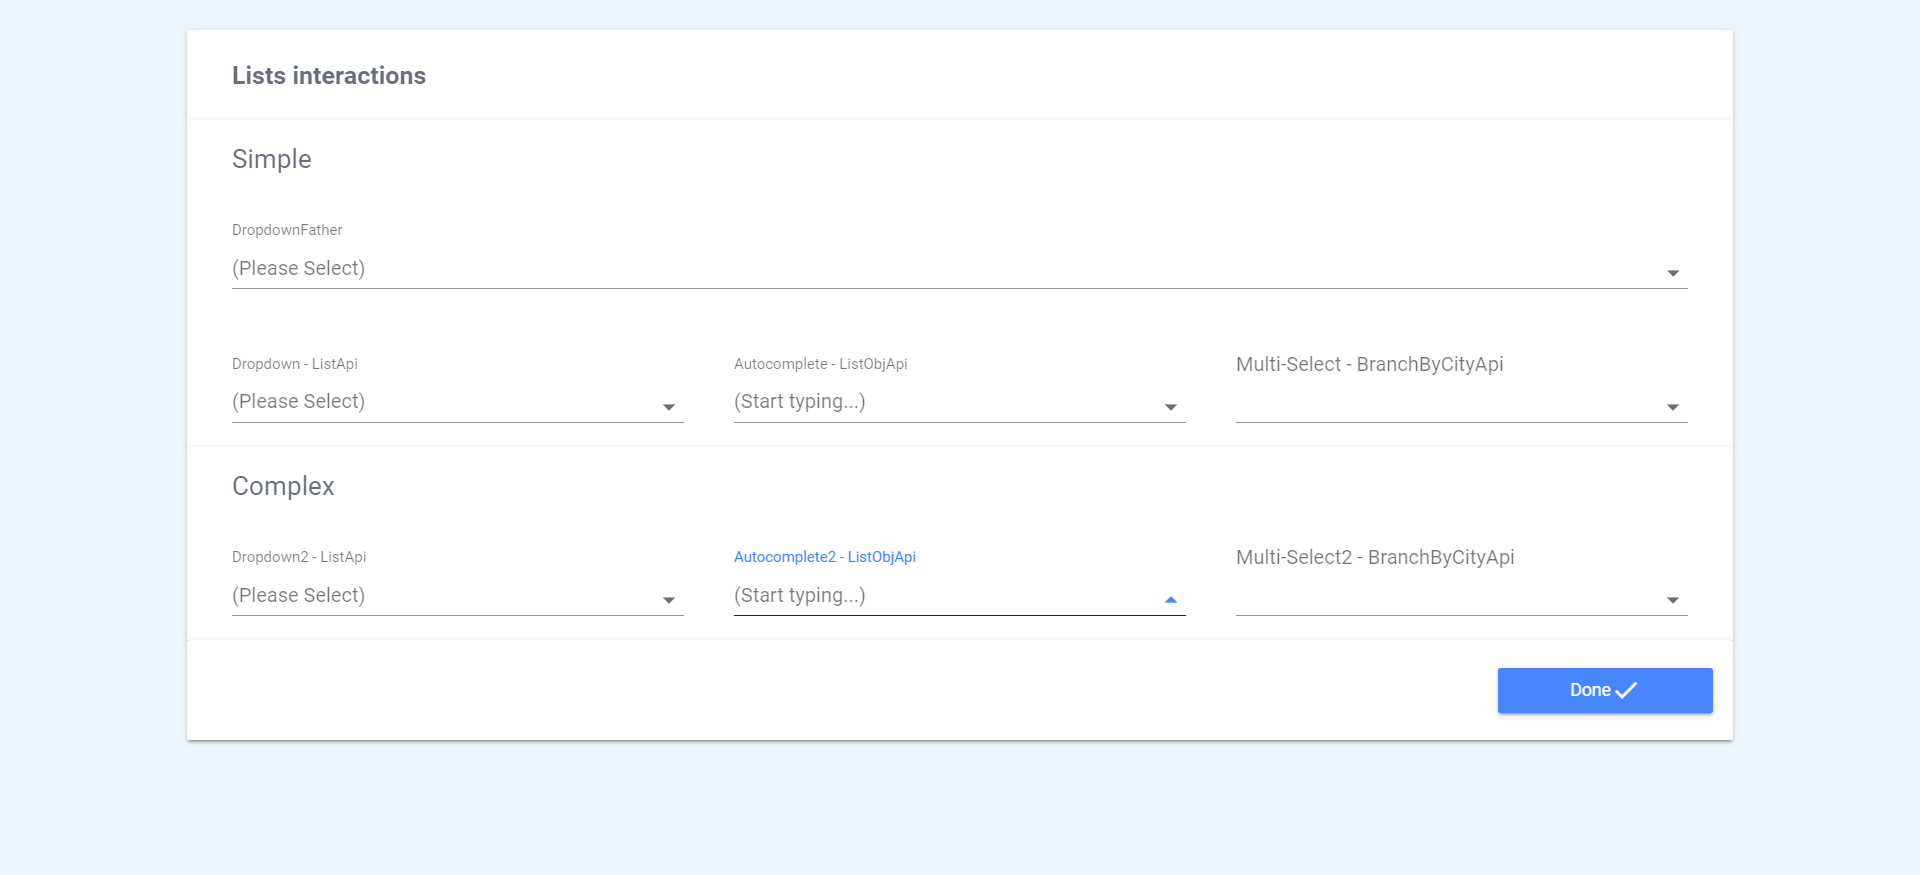 Lists interactions
Simple
DropdownFather
(Please Select)
Dropdown - ListApi
(Please Select)
Autocomplete - ListObjApi
(Start typing...)
Multi-Select - BranchByCityApi
Complex
Dropdown2 - ListApi
(Please Select)
Autocomplete2 - ListObjApi
(Start typing...)
Multi-Select2 - BranchByCityApi
Done